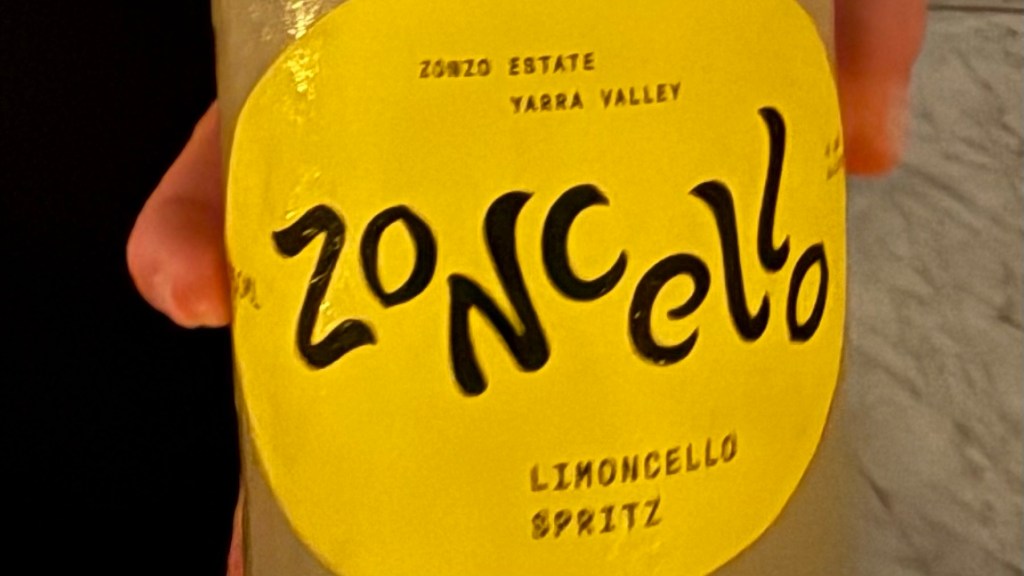 ZONZO ESTATE
YARRA VALLEY
ZONCello
LIMONCELLO
SPRITZ